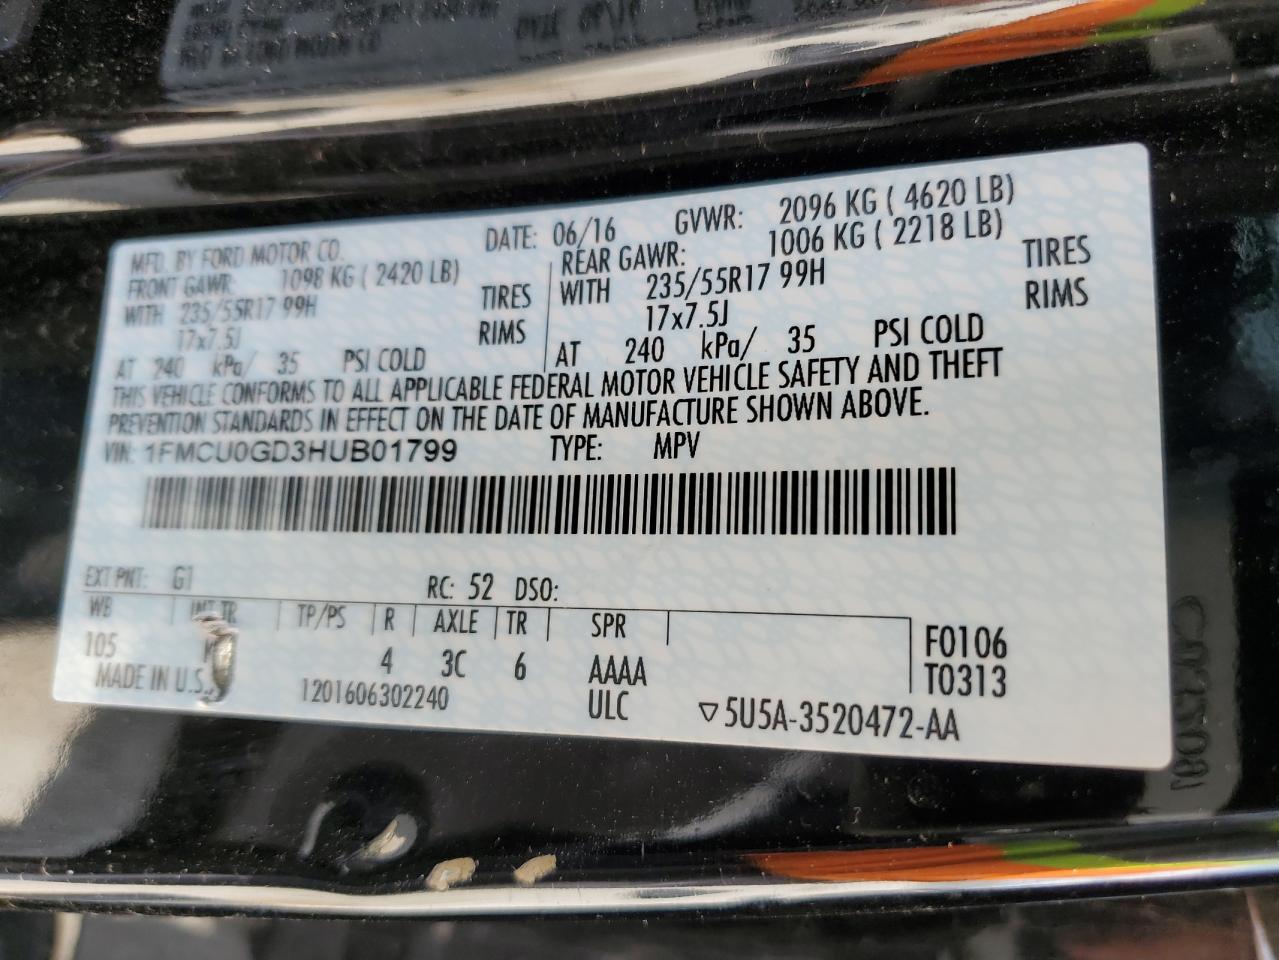 MFD. BY FORD MOTOR CO. DATE: 06/16 GVWR: 2096 KG ( 4620 LB)
FRONT GAWR: 1098 KG ( 2420 LB) REAR GAWR: 1006 KG ( 2218 LB)
WITH 235/55R17 99H TIRES WITH 235/55R17 99H TIRES
17x7.5J RIMS 17x7.5J RIMS
AT 240 kPa/ 35 PSI COLD AT 240 kPa/ 35 PSI COLD
THIS VEHICLE CONFORMS TO ALL APPLICABLE FEDERAL MOTOR VEHICLE SAFETY AND THEFT
PREVENTION STANDARDS IN EFFECT ON THE DATE OF MANUFACTURE SHOWN ABOVE.
VIN: 1FMCU0GD3HUB01799 TYPE: MPV
EXT PNT: G1 RC: 52 DSO:
WB INT TR TP/PS R AXLE TR SPR F0106
105 4 3C 6 AAAA T0313
MADE IN U.S. 1201606302240 ULC ▽5U5A-3520472-AA